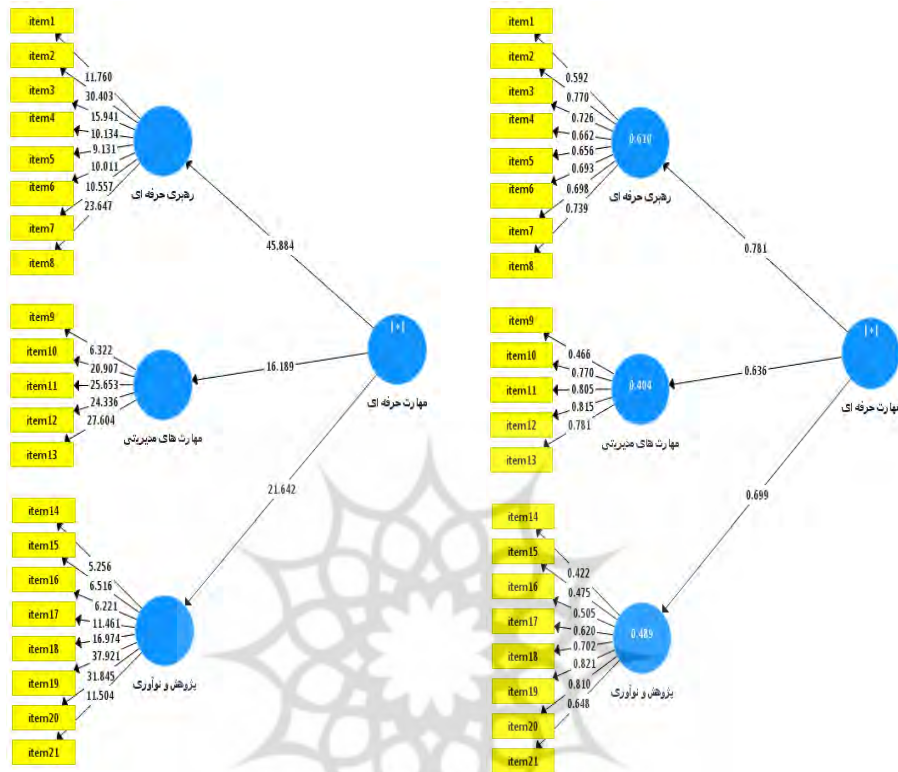 item1
item2
item3
item4
item5
item6
item7
item8
11.760
30.403
15.941
10.134
9.131
10.011
10.557
23.647
رهبری حرفه ای
45.884
item9
item10
item11
item12
item13
6.322
20.907
25.653
24.336
27.604
مهارت های مدیریتی
16.189
[+]
مهارت حرفه ای
21.642
item14
item15
item16
item17
item18
item19
item20
item21
5.256
6.516
6.221
11.461
16.974
37.921
31.845
11.504
پژوهش و نوآوری
item1
item2
item3
item4
item5
item6
item7
item8
0.592
0.770
0.726
0.662
0.656
0.693
0.698
0.739
0.610
رهبری حرفه ای
0.781
item9
item10
item11
item12
item13
0.466
0.770
0.805
0.815
0.781
0.404
مهارت های مدیریتی
0.636
[+]
مهارت حرفه ای
0.699
item14
item15
item16
item17
item18
item19
item20
item21
0.422
0.475
0.505
0.620
0.702
0.821
0.810
0.648
0.489
پژوهش و نوآوری